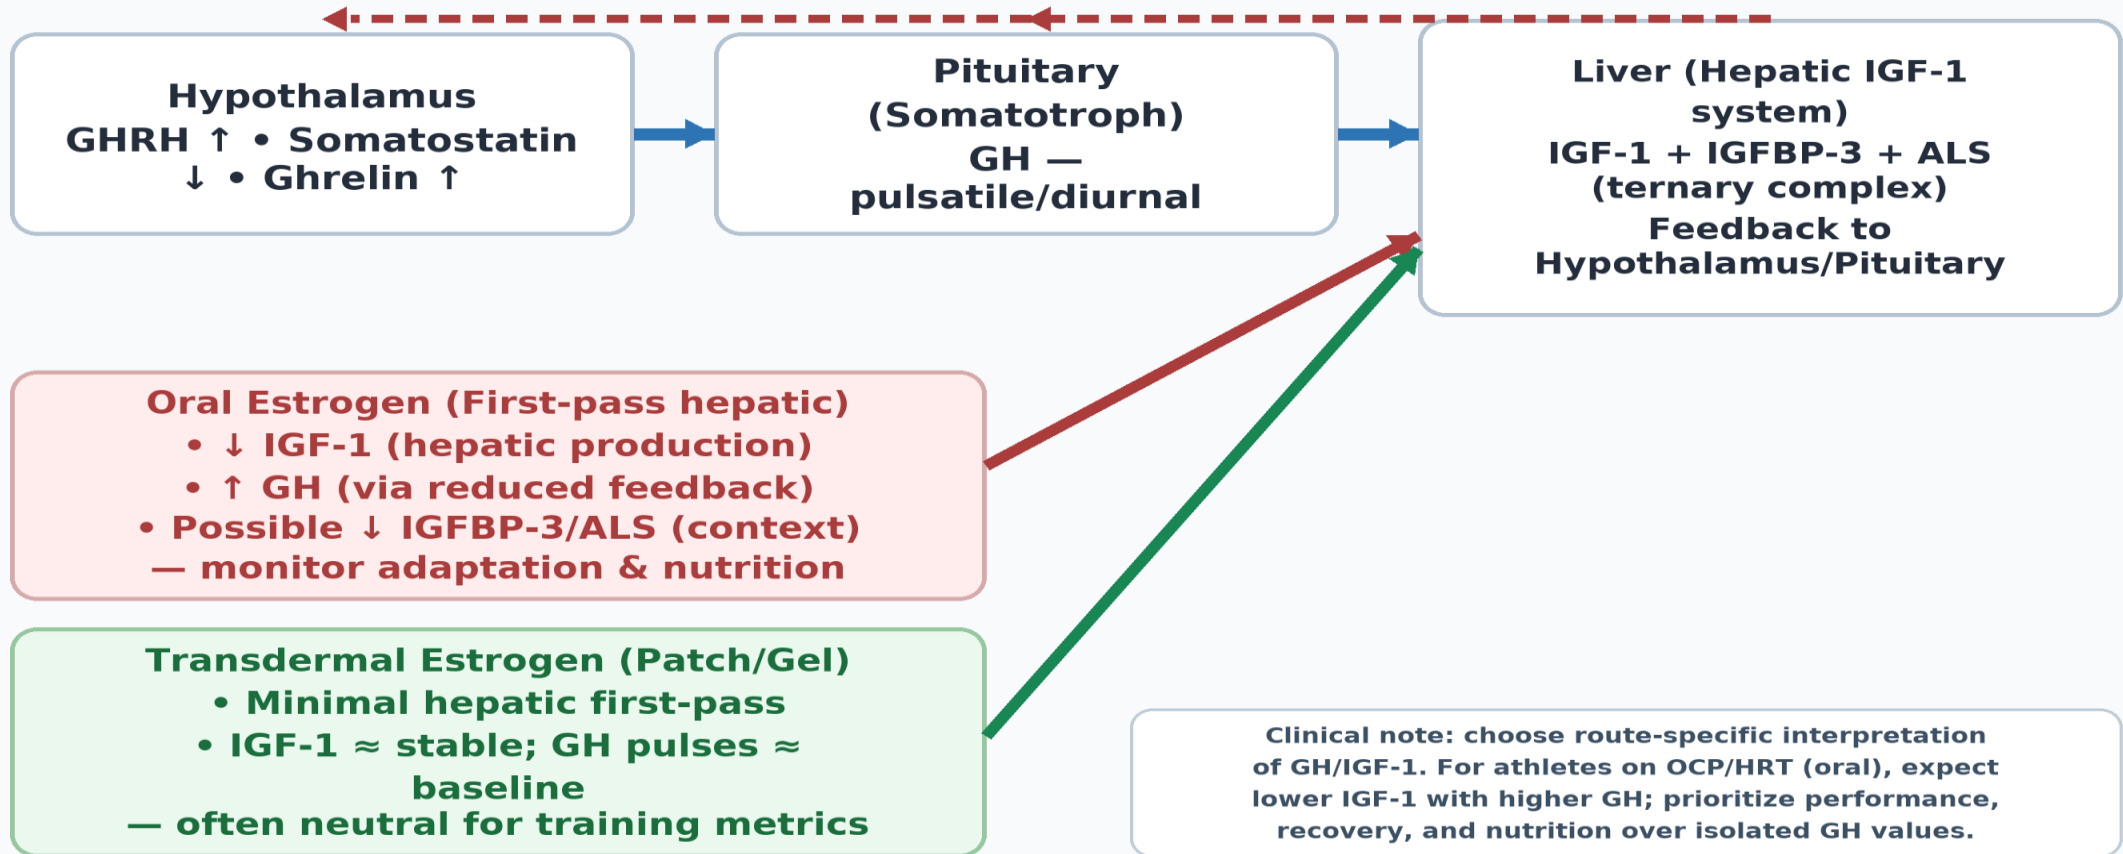 Hypothalamus
GHRH ↑ • Somatostatin
↓ • Ghrelin ↑
Pituitary
(Somatotroph)
GH —
pulsatile/diurnal
Liver (Hepatic IGF-1
system)
IGF-1 + IGFBP-3 + ALS
(ternary complex)
Feedback to
Hypothalamus/Pituitary
Oral Estrogen (First-pass hepatic)
• ↓ IGF-1 (hepatic production)
• ↑ GH (via reduced feedback)
• Possible ↓ IGFBP-3/ALS (context)
— monitor adaptation & nutrition
Transdermal Estrogen (Patch/Gel)
• Minimal hepatic first-pass
• IGF-1 ≈ stable; GH pulses ≈
baseline
— often neutral for training metrics
Clinical note: choose route-specific interpretation
of GH/IGF-1. For athletes on OCP/HRT (oral), expect
lower IGF-1 with higher GH; prioritize performance,
recovery, and nutrition over isolated GH values.